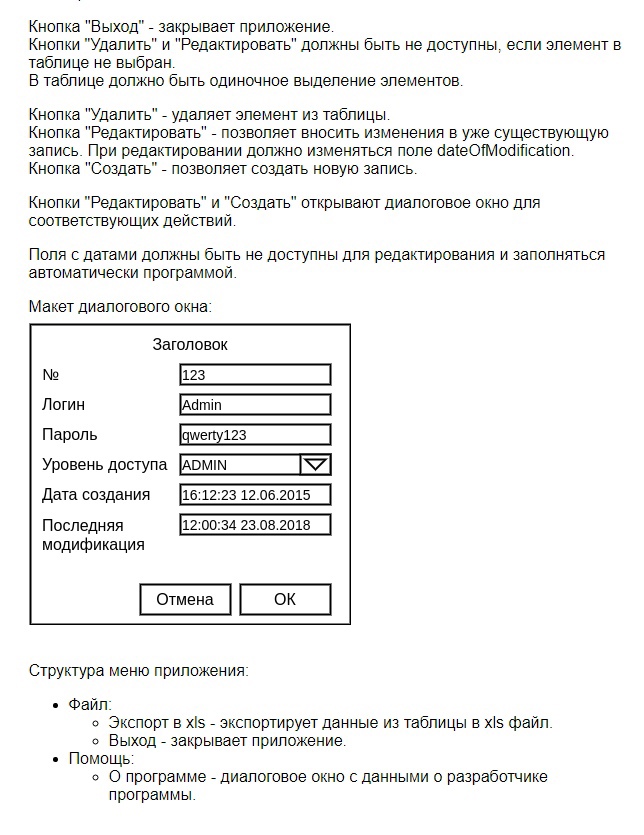 Кнопка "Выход" - закрывает приложение.
Кнопки "Удалить" и "Редактировать" должны быть не доступны, если элемент в
таблице не выбран.
В таблице должно быть одиночное выделение элементов.
Кнопка "Удалить" - удаляет элемент из таблицы.
Кнопка "Редактировать" - позволяет вносить изменения в уже существующую
запись. При редактировании должно изменяться поле dateOfModification.
Кнопка "Создать" - позволяет создать новую запись.
Кнопки "Редактировать" и "Создать" открывают диалоговое окно для
соответствующих действий.
Поля с датами должны быть не доступны для редактирования и заполняться
автоматически программой.
Макет диалогового окна:
Заголовок
№ 123
Логин Admin
Пароль qwerty123
Уровень доступа ADMIN
Дата создания 16:12:23 12.06.2015
Последняя 12:00:34 23.08.2018
модификация
Отмена ОК
Структура меню приложения:
• Файл:
◦ Экспорт в xls - экспортирует данные из таблицы в xls файл.
◦ Выход - закрывает приложение.
• Помощь:
◦ О программе - диалоговое окно с данными о разработчике
программы.